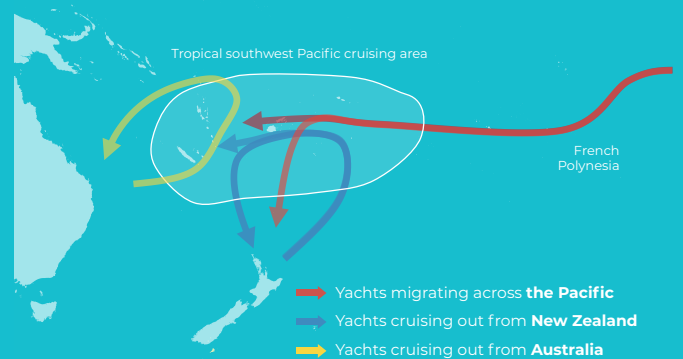 Tropical southwest Pacific cruising area
French
Polynesia
Yachts migrating across the Pacific
Yachts cruising out from New Zealand
Yachts cruising out from Australia